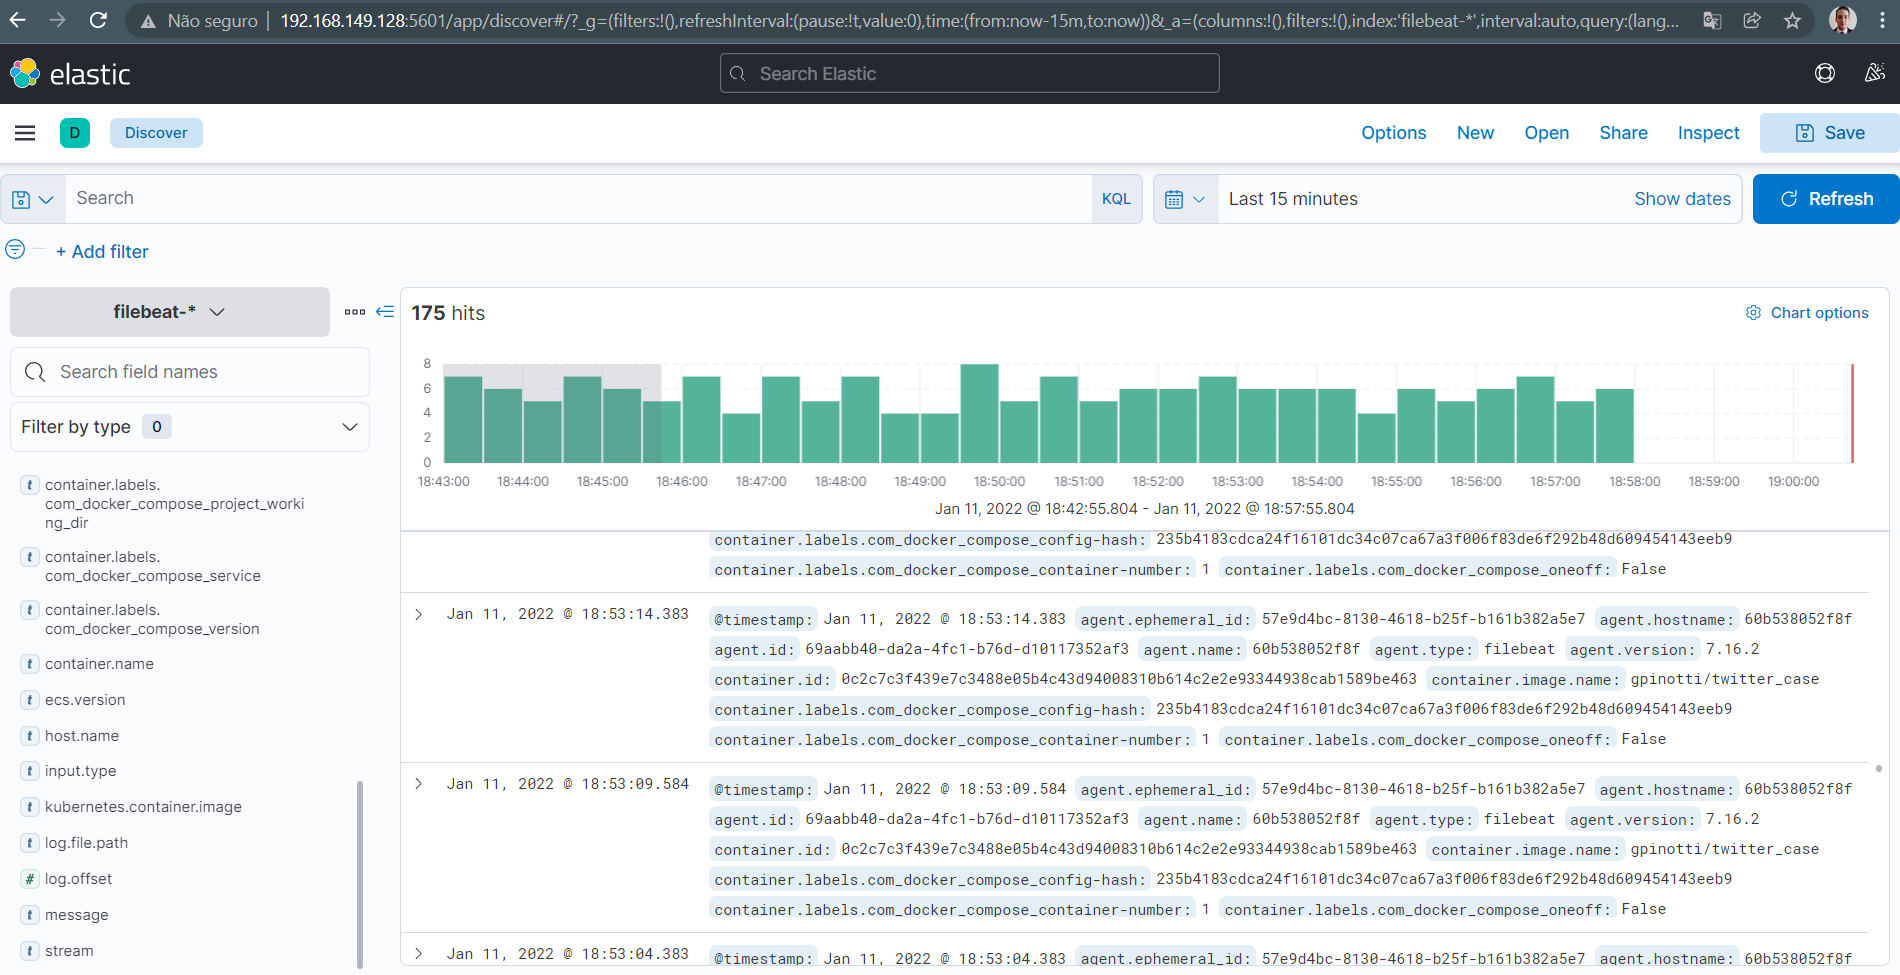 Não seguro
192.168.149.128:5601/app/discover#/?_g=(filters:!(),refreshInterval:(pause:!t,value:0),time:(from:now-15m,to:now))&_a=(columns:!(),filters:!(),index:'filebeat-*',interval:auto,query:(lang...
elastic
Search Elastic
D
Discover
Options
New
Open
Share
Inspect
Save
Search
KQL
Last 15 minutes
Show dates
Refresh
+ Add filter
filebeat-*
Search field names
Filter by type 0
t container.labels.
com_docker_compose_project_worki
ng_dir
t container.labels.
com_docker_compose_service
t container.labels.
com_docker_compose_version
t container.name
t ecs.version
t host.name
t input.type
t kubernetes.container.image
t log.file.path
# log.offset
t message
t stream
175 hits
Chart options
8
6
4
2
0
18:43:00 18:44:00 18:45:00 18:46:00 18:47:00 18:48:00 18:49:00 18:50:00 18:51:00 18:52:00 18:53:00 18:54:00 18:55:00 18:56:00 18:57:00 18:58:00 18:59:00 19:00:00
Jan 11, 2022 @ 18:42:55.804 - Jan 11, 2022 @ 18:57:55.804
container.labels.com_docker_compose_config-hash: 235b4183cdca24f16101dc34c07ca67a3f006f83de6f292b48d609454143eeb9
container.labels.com_docker_compose_container-number: 1 container.labels.com_docker_compose_oneoff: False
Jan 11, 2022 @ 18:53:14.383
@timestamp: Jan 11, 2022 @ 18:53:14.383 agent.ephemeral_id: 57e9d4bc-8130-4618-b25f-b161b382a5e7 agent.hostname: 60b538052f8f
agent.id: 69aabb40-da2a-4fc1-b76d-d10117352af3 agent.name: 60b538052f8f agent.type: filebeat agent.version: 7.16.2
container.id: 0c2c7c3f439e7c3488e05b4c43d94008310b614c2e2e93344938cab1589be463 container.image.name: gpinotti/twitter_case
container.labels.com_docker_compose_config-hash: 235b4183cdca24f16101dc34c07ca67a3f006f83de6f292b48d609454143eeb9
container.labels.com_docker_compose_container-number: 1 container.labels.com_docker_compose_oneoff: False
Jan 11, 2022 @ 18:53:09.584
@timestamp: Jan 11, 2022 @ 18:53:09.584 agent.ephemeral_id: 57e9d4bc-8130-4618-b25f-b161b382a5e7 agent.hostname: 60b538052f8f
agent.id: 69aabb40-da2a-4fc1-b76d-d10117352af3 agent.name: 60b538052f8f agent.type: filebeat agent.version: 7.16.2
container.id: 0c2c7c3f439e7c3488e05b4c43d94008310b614c2e2e93344938cab1589be463 container.image.name: gpinotti/twitter_case
container.labels.com_docker_compose_config-hash: 235b4183cdca24f16101dc34c07ca67a3f006f83de6f292b48d609454143eeb9
container.labels.com_docker_compose_container-number: 1 container.labels.com_docker_compose_oneoff: False
Jan 11, 2022 @ 18:53:04.383
@timestamp: Jan 11, 2022 @ 18:53:04.383 agent.ephemeral_id: 57e9d4bc-8130-4618-b25f-b161b382a5e7 agent.hostname: 60b538052f8f